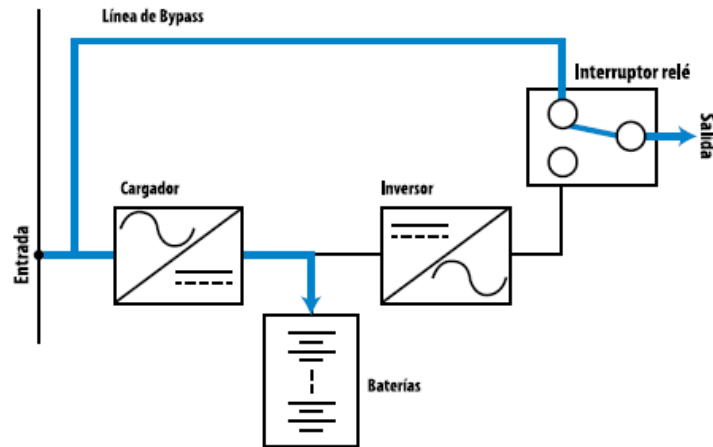 Línea de Bypass
Interruptor relé
Salida
Cargador
Inversor
Entrada
Baterías